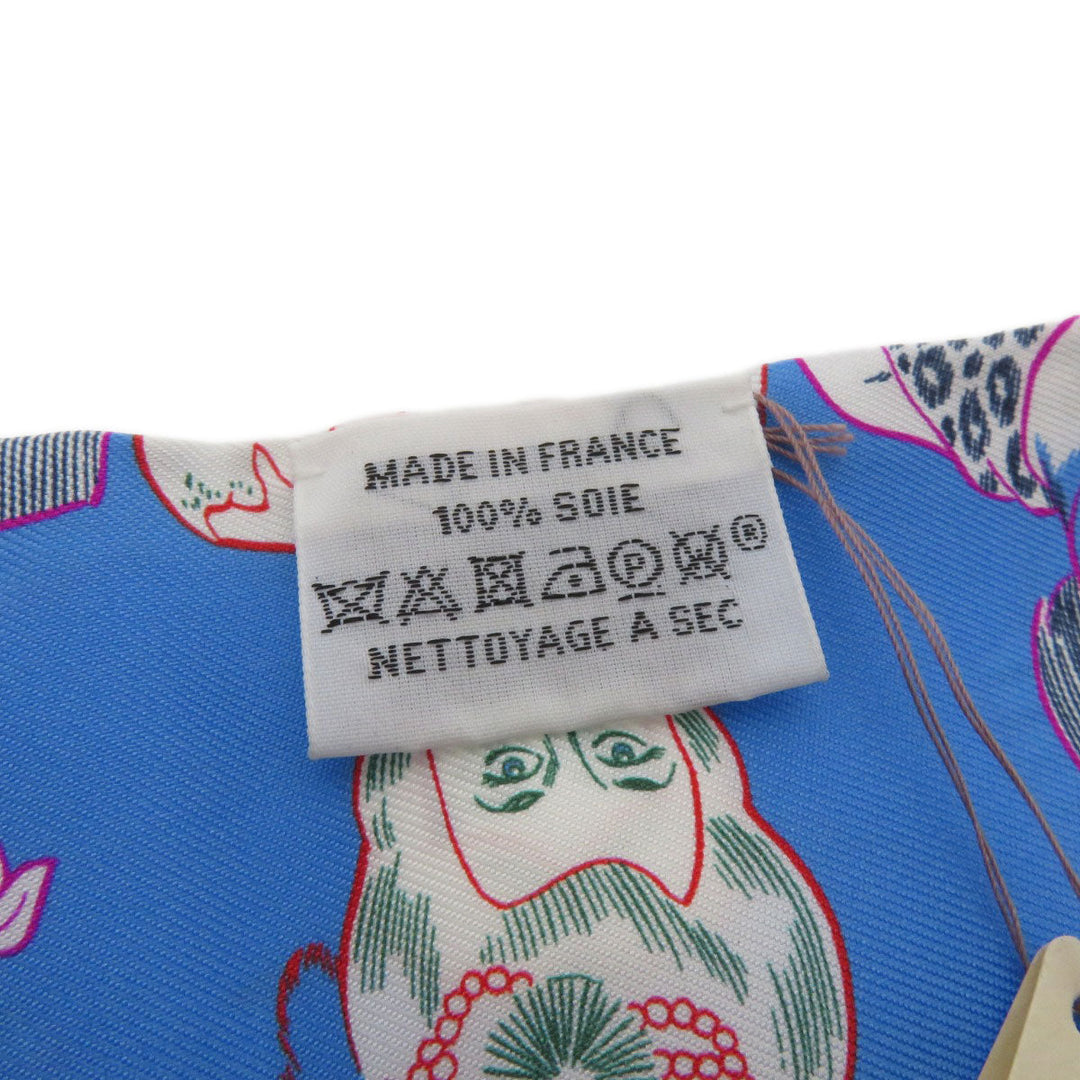 MADE IN FRANCE
100% SOIE
P W ®
NETTOYAGE A SEC